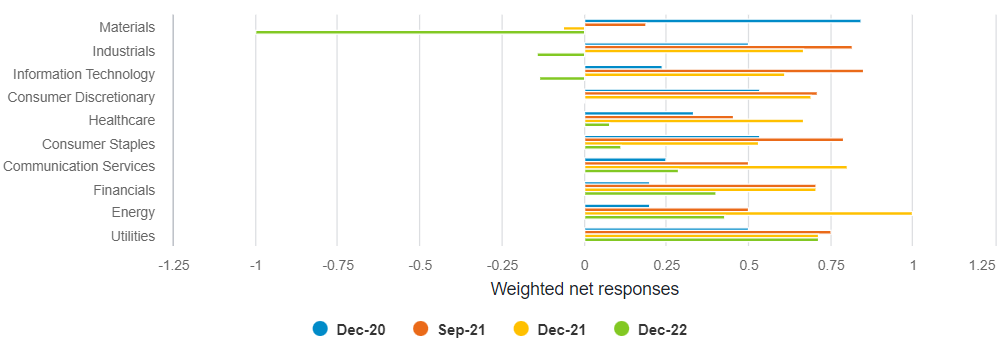 Materials
Industrials
Information Technology
Consumer Discretionary
Healthcare
Consumer Staples
Communication Services
Financials
Energy
Utilities
-1.25 -1 -0.75 -0.5 -0.25 0 0.25 0.5 0.75 1 1.25
Weighted net responses
Dec-20 Sep-21 Dec-21 Dec-22